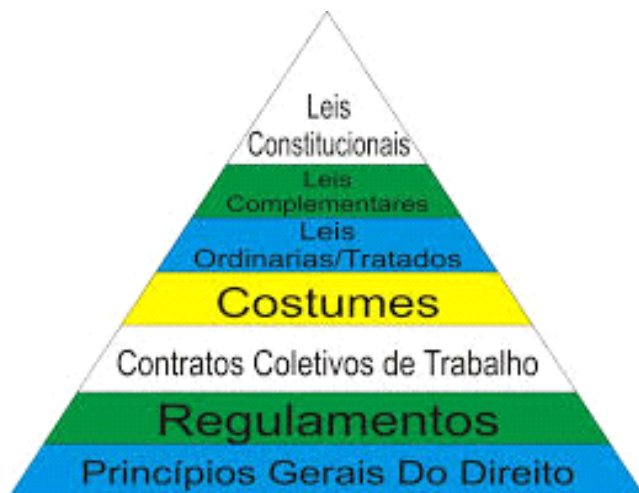 Leis
Constitucionais
Leis
Complementares
Leis
Ordinarias/Tratados
Costumes
Contratos Coletivos de Trabalho
Regulamentos
Princípios Gerais Do Direito